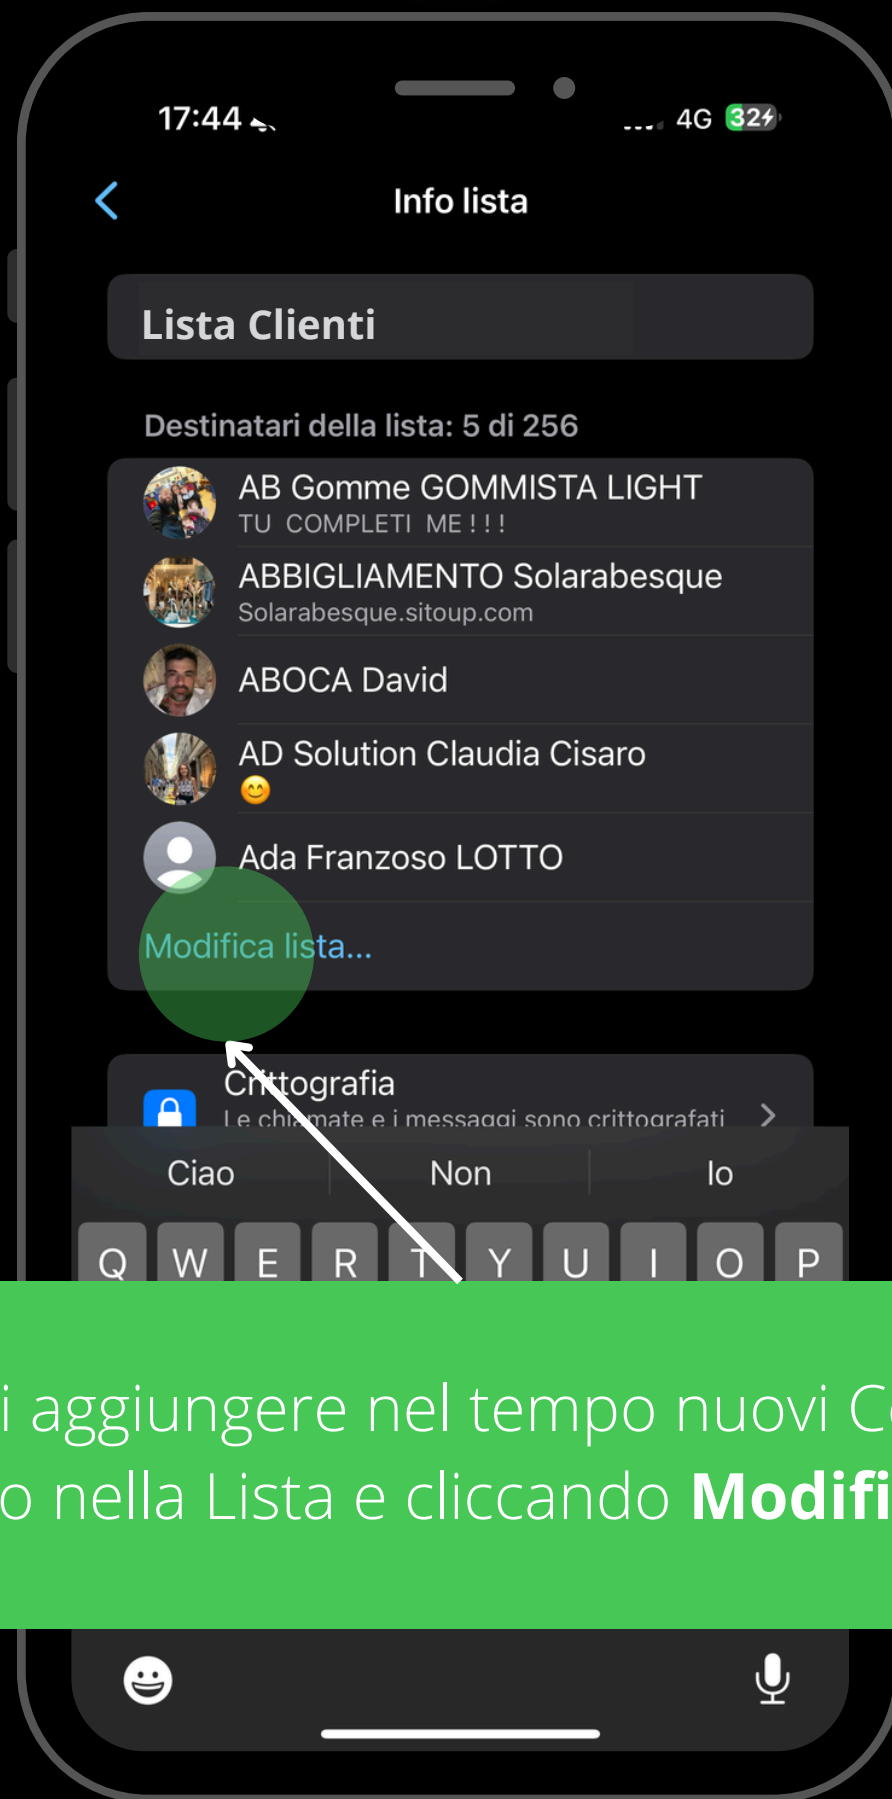 17:44
4G 32
Info lista
Lista Clienti
Destinatari della lista: 5 di 256
AB Gomme GOMMISTA LIGHT
TU COMPLETI ME ! ! !
ABBIGLIAMENTO Solarabesque
Solarabesque.sitoup.com
ABOCA David
AD Solution Claudia Cisaro
😊
Ada Franzoso LOTTO
Modifica lista...
Crittografia
Le chiamate e i messaggi sono crittografati
Ciao Non Io
Q W E R T Y U I O P
i aggiungere nel tempo nuovi C
o nella Lista e cliccando Modifi